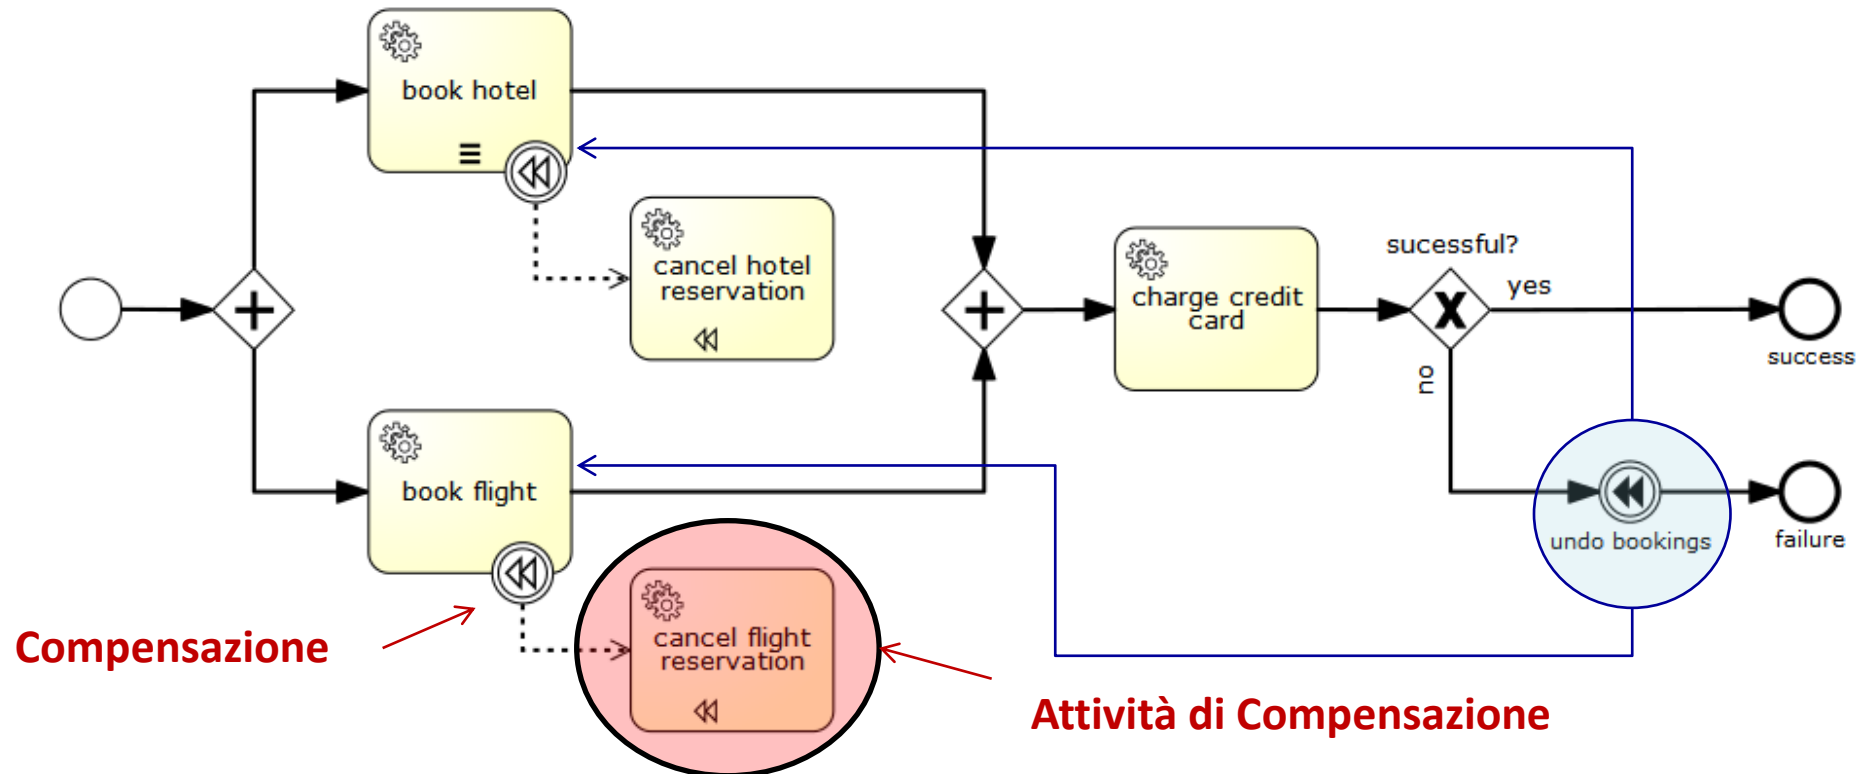 book hotel
cancel hotel
reservation
sucessful?
yes
charge credit
card
success
no
book flight
undo bookings
failure
Compensazione
cancel flight
reservation
Attività di Compensazione